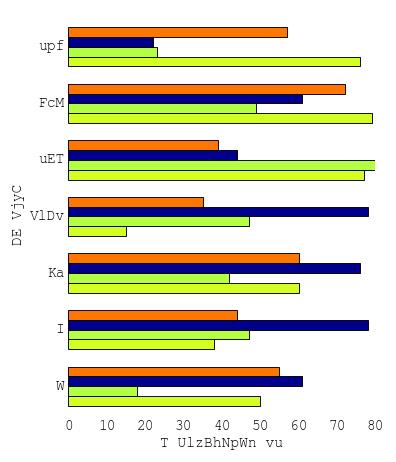 upf
FcM
uET
VlDv
Ka
I
W
DE VjyC
0 10 20 30 40 50 60 70 80
T UlzBhNpWn vu